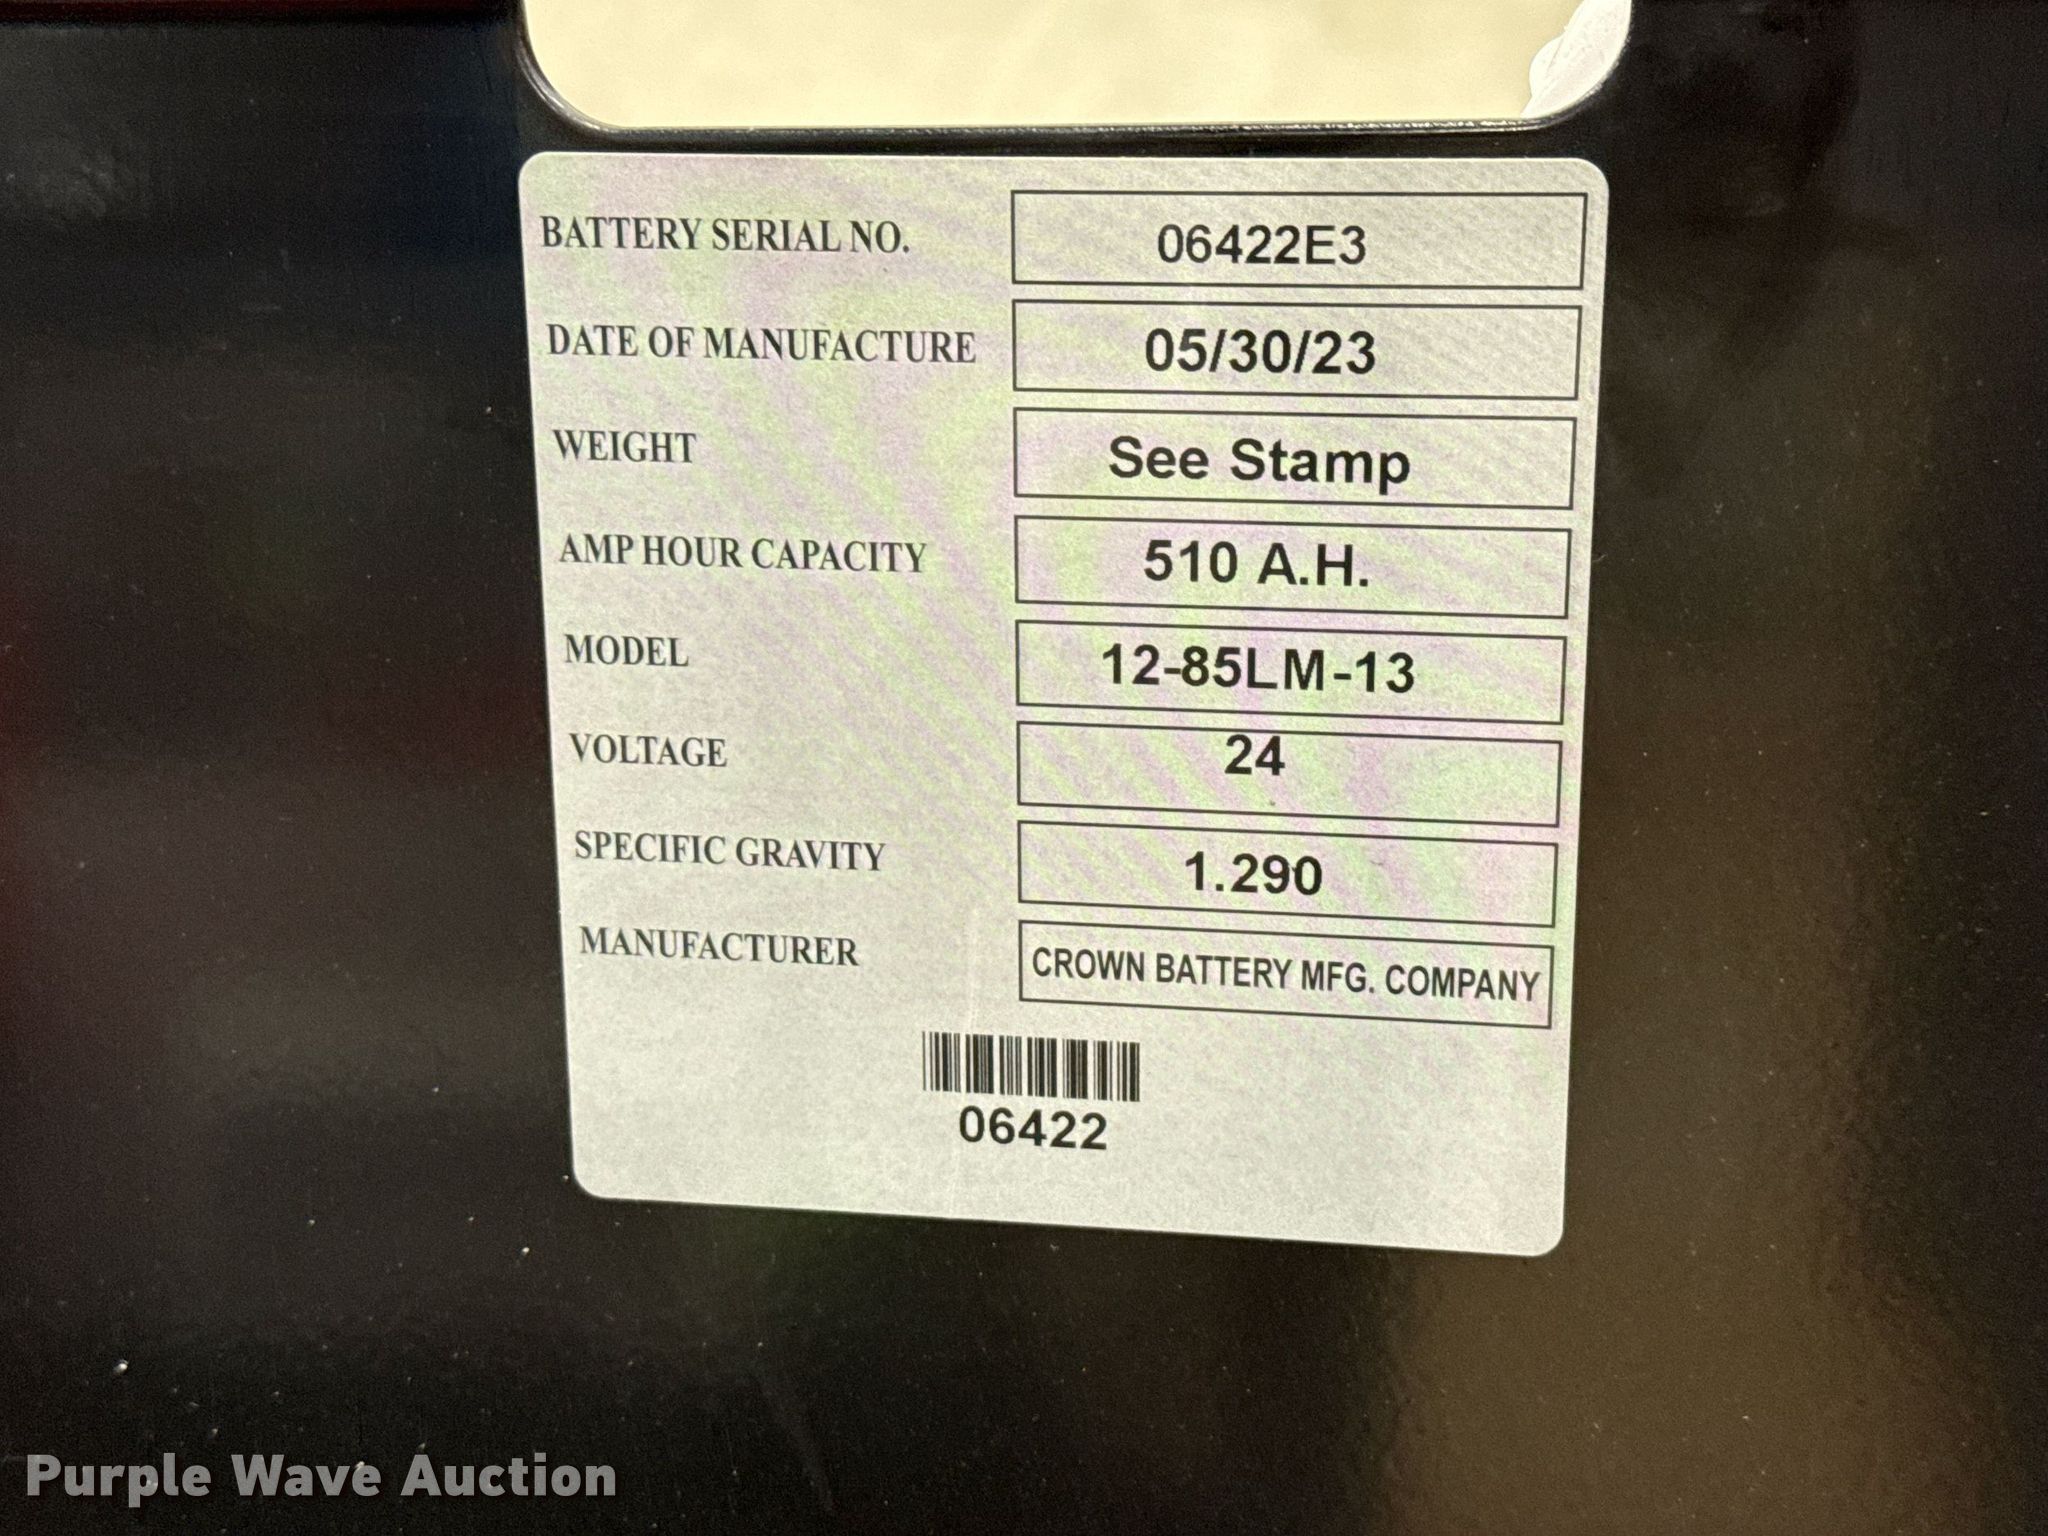 BATTERY SERIAL NO. 06422E3
DATE OF MANUFACTURE 05/30/23
WEIGHT See Stamp
AMP HOUR CAPACITY 510 A.H.
MODEL 12-85LM-13
VOLTAGE 24
SPECIFIC GRAVITY 1.290
MANUFACTURER CROWN BATTERY MFG. COMPANY
06422
Purple Wave Auction